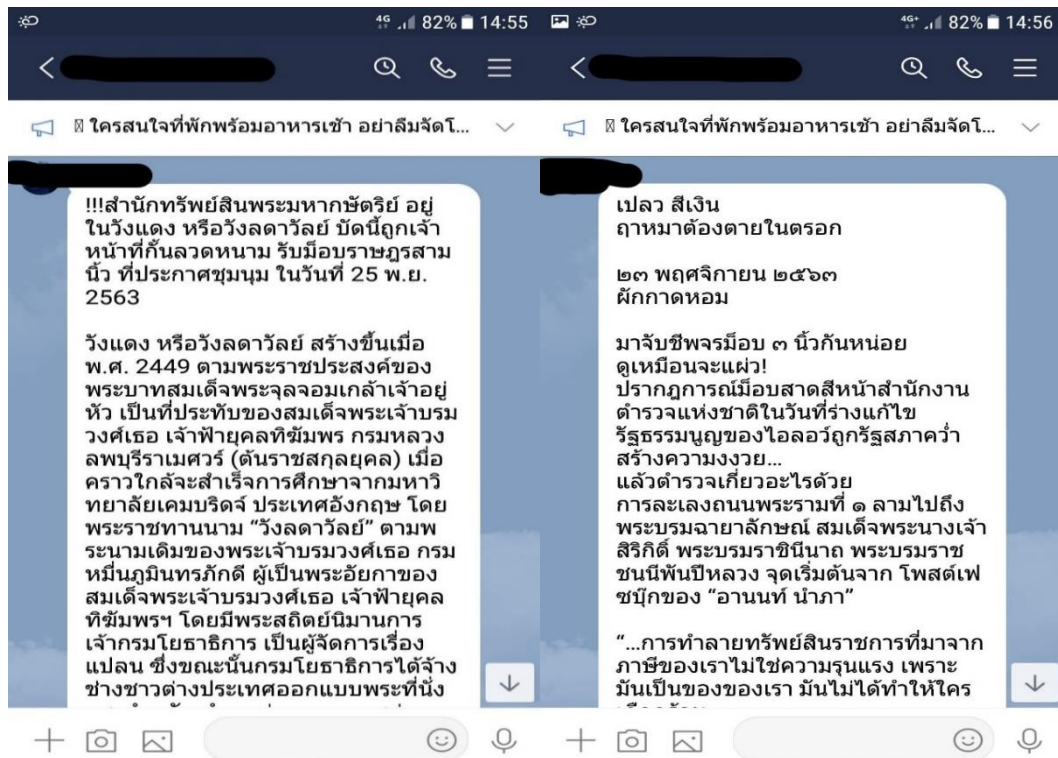 4G 82% 14:55
ใครสนใจที่พักพร้อมอาหารเช้า อย่าลืมจัดโ...
!!!สำนักทรัพย์สินพระมหากษัตริย์ อยู่
ในวังแดง หรือวังลดาวัลย์ บัดนี้ถูกเจ้า
หน้าที่กั้นลวดหนาม รับม็อบราษฎรสาม
นิ้ว ที่ประกาศชุมนุม ในวันที่ 25 พ.ย.
2563
วังแดง หรือวังลดาวัลย์ สร้างขึ้นเมื่อ
พ.ศ. 2449 ตามพระราชประสงค์ของ
พระบาทสมเด็จพระจุลจอมเกล้าเจ้าอยู่
หัว เป็นที่ประทับของสมเด็จพระเจ้าบรม
วงศ์เธอ เจ้าฟ้ายุคลทิฆัมพร กรมหลวง
ลพบุรีราเมศวร์ (ต้นราชสกุลยุคล) เมื่อ
คราวใกล้จะสำเร็จการศึกษาจากมหาวิ
ทยาลัยเคมบริดจ์ ประเทศอังกฤษ โดย
พระราชทานนาม “วังลดาวัลย์” ตามพ
ระนามเดิมของพระเจ้าบรมวงศ์เธอ กรม
หมื่นภูมินทรภักดี ผู้เป็นพระอัยกาของ
สมเด็จพระเจ้าบรมวงศ์เธอ เจ้าฟ้ายุคล
ทิฆัมพรฯ โดยมีพระสถิตย์นิมานการ
เจ้ากรมโยธาธิการ เป็นผู้จัดการเรื่อง
แปลน ซึ่งขณะนั้นกรมโยธาธิการได้จ้าง
ช่างชาวต่างประเทศออกแบบพระที่นั่ง
4G+ 82% 14:56
ใครสนใจที่พักพร้อมอาหารเช้า อย่าลืมจัดโ...
เปลว สีเงิน
ฤาหมาต้องตายในตรอก
๒๓ พฤศจิกายน ๒๕๖๓
ผักกาดหอม
มาจับชีพจรม็อบ ๓ นิ้วกันหน่อย
ดูเหมือนจะแผ่ว!
ปรากฏการณ์ม็อบสาดสีหน้าสำนักงาน
ตำรวจแห่งชาติในวันที่ร่างแก้ไข
รัฐธรรมนูญของไอลอว์ถูกรัฐสภาคว่ำ
สร้างความงงวย...
แล้วตำรวจเกี่ยวอะไรด้วย
การละเลงถนนพระรามที่ ๑ ลามไปถึง
พระบรมฉายาลักษณ์ สมเด็จพระนางเจ้า
สิริกิติ์ พระบรมราชินีนาถ พระบรมราช
ชนนีพันปีหลวง จุดเริ่มต้นจาก โพสต์เฟ
ซบุ๊กของ “อานนท์ นำภา”
“...การทำลายทรัพย์สินราชการที่มาจาก
ภาษีของเราไม่ใช่ความรุนแรง เพราะ
มันเป็นของของเรา มันไม่ได้ทำให้ใคร